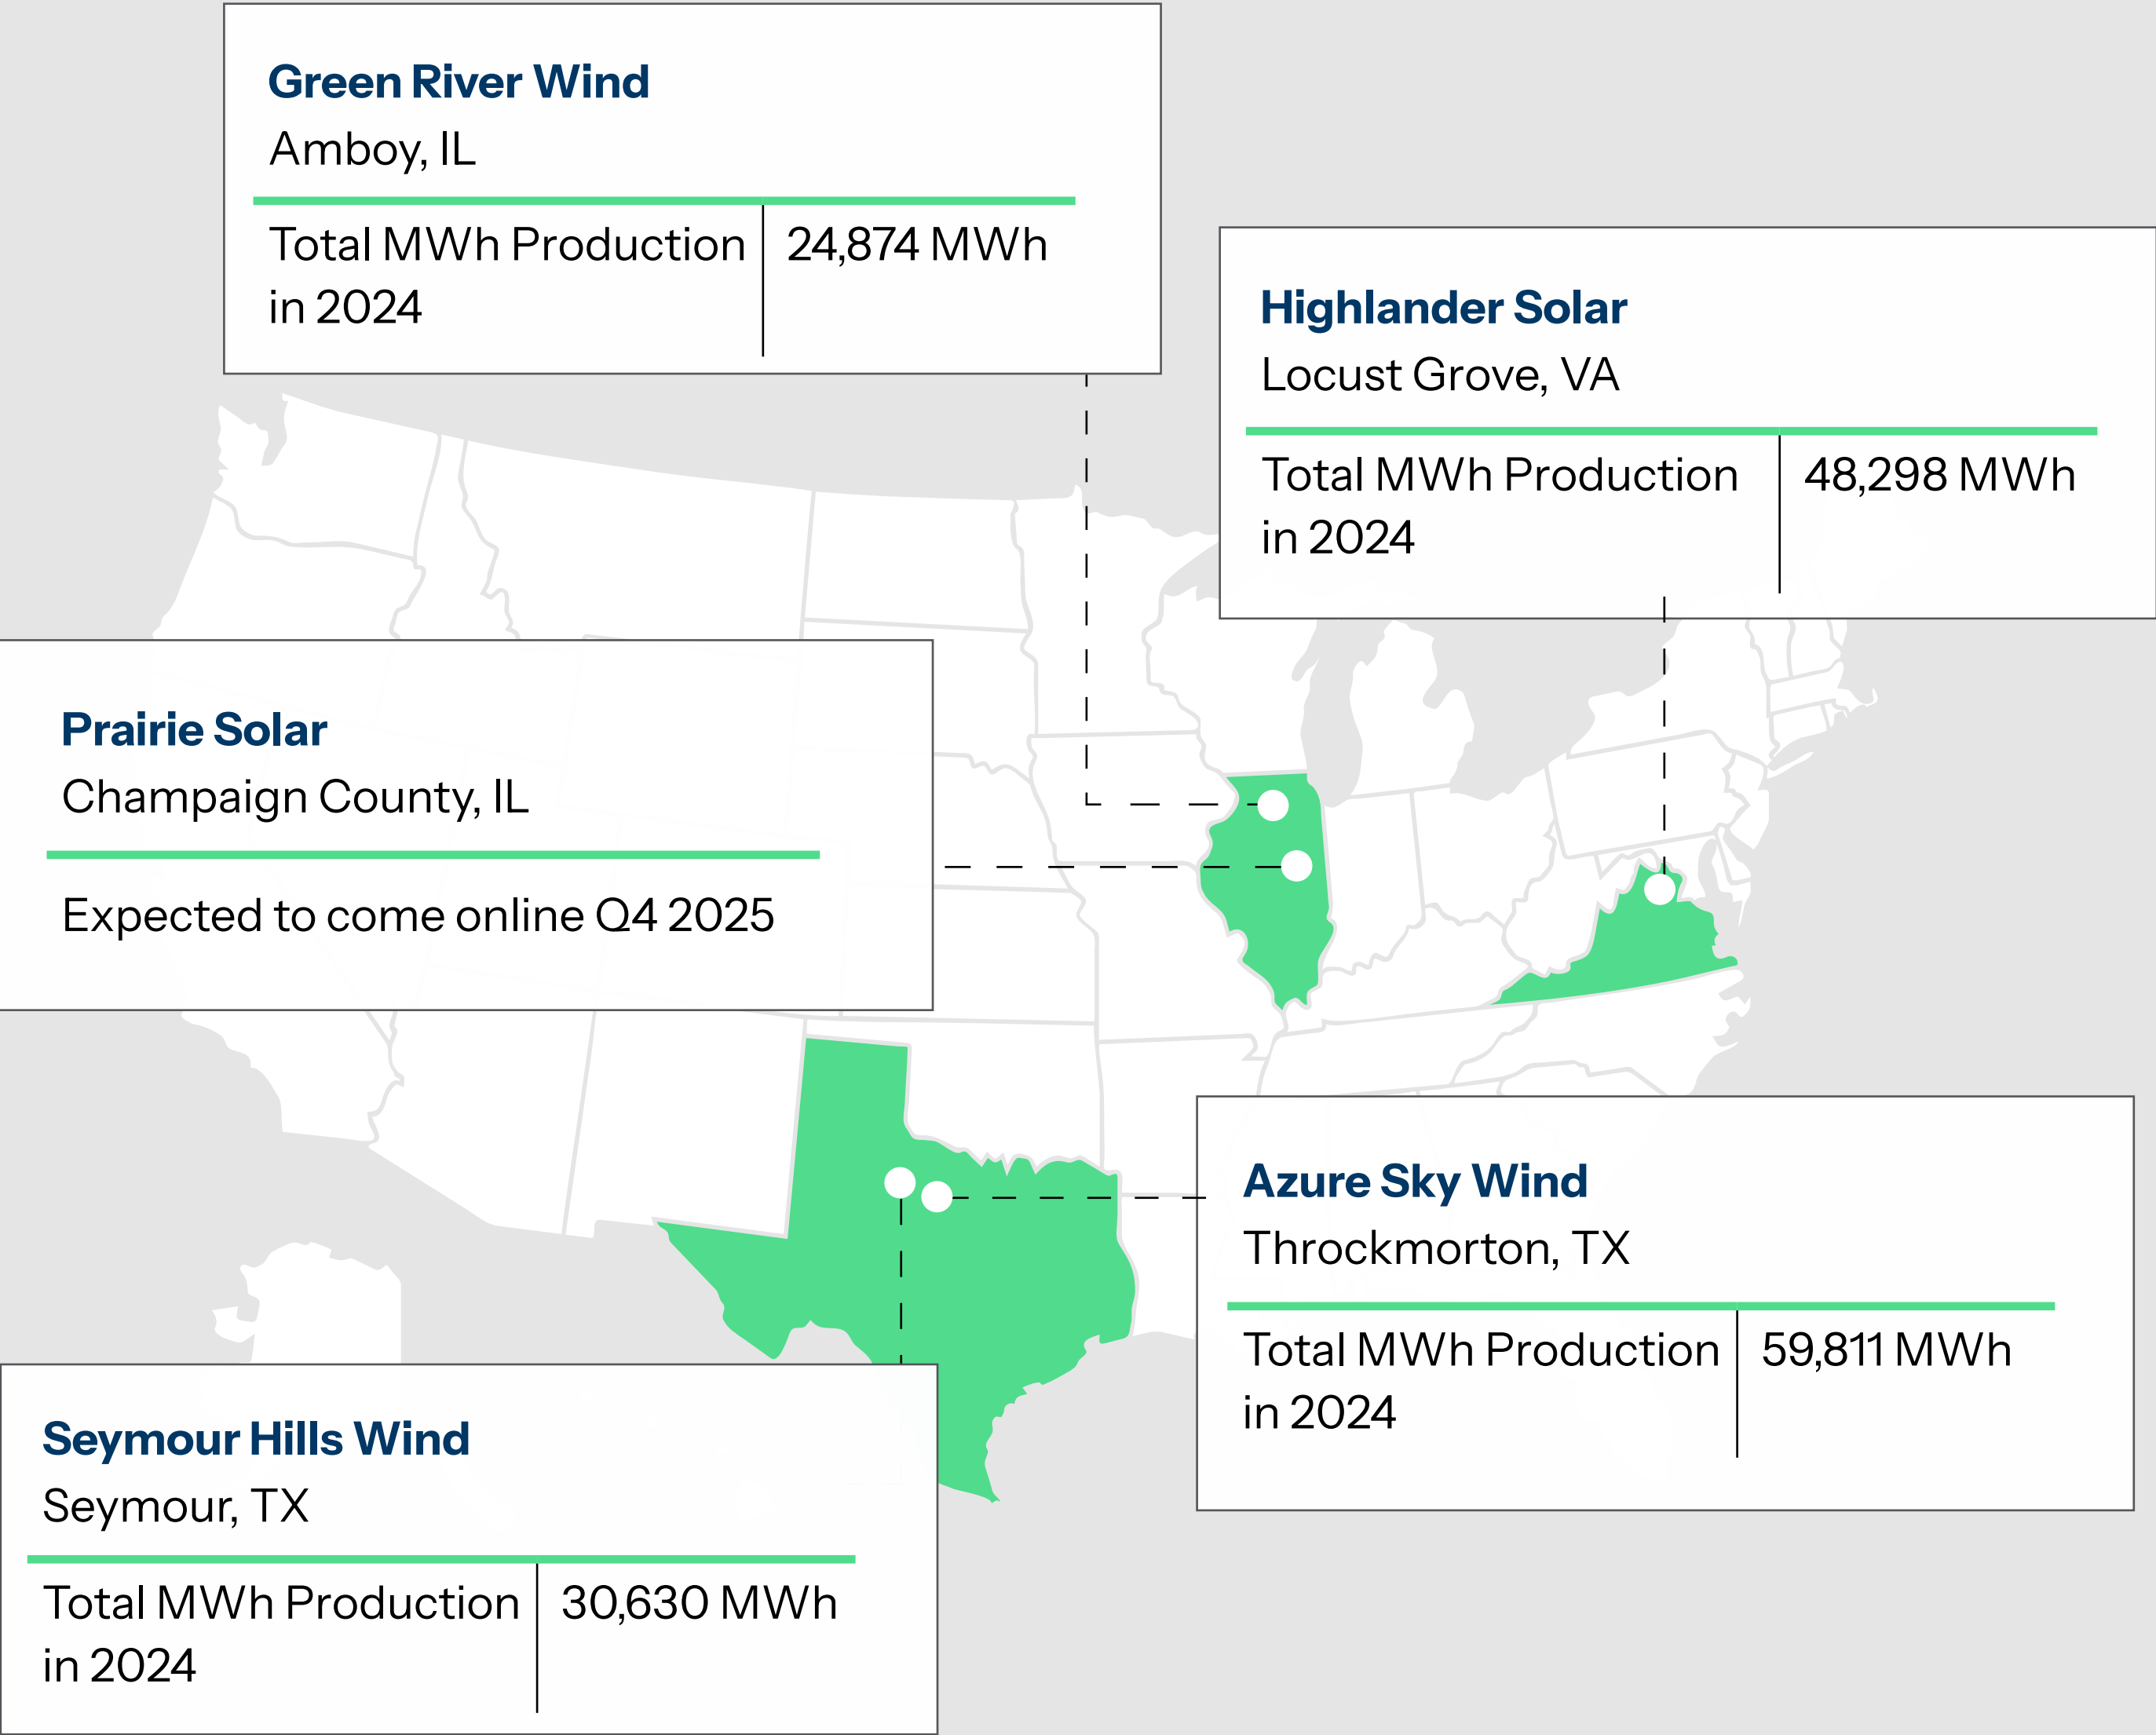 Green River Wind
Amboy, IL
Total MWh Production
in 2024
24,874 MWh
Highlander Solar
Locust Grove, VA
Total MWh Production
in 2024
48,298 MWh
Prairie Solar
Champaign County, IL
Expected to come online Q4 2025
Azure Sky Wind
Throckmorton, TX
Total MWh Production
in 2024
59,811 MWh
Seymour Hills Wind
Seymour, TX
Total MWh Production
in 2024
30,630 MWh